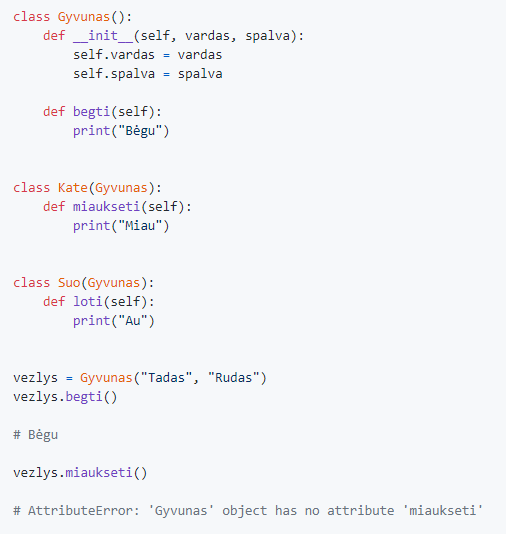 class Gyvunas():
    def __init__(self, vardas, spalva):
        self.vardas = vardas
        self.spalva = spalva

    def begti(self):
        print("Bėgu")


class Kate(Gyvunas):
    def miaukseti(self):
        print("Miau")


class Suo(Gyvunas):
    def loti(self):
        print("Au")


vezlys = Gyvunas("Tadas", "Rudas")
vezlys.begti()

# Bėgu

vezlys.miaukseti()

# AttributeError: 'Gyvunas' object has no attribute 'miaukseti'